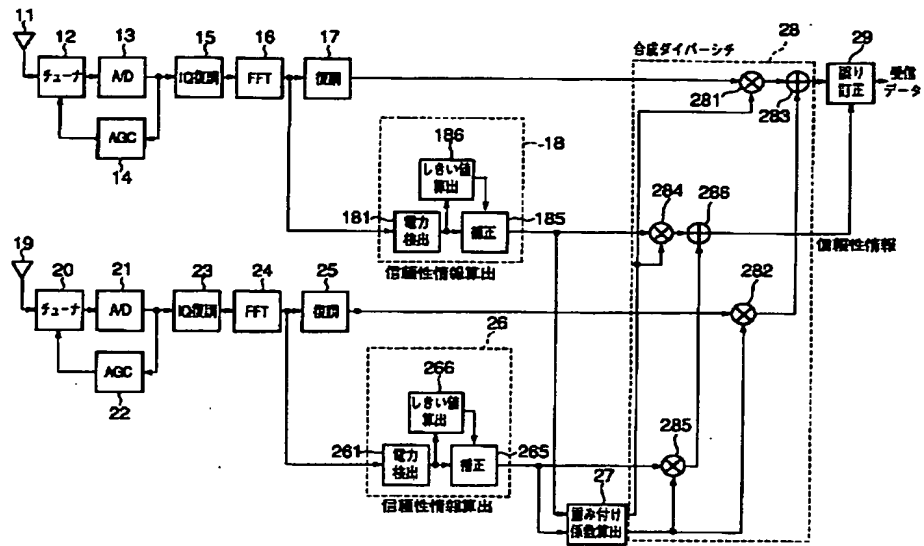 11
12
13
15
16
17
チューナ
A/D
IQ復調
FFT
復調
AGC
14
合成ダイバーシチ
28
29
281
283
誤り
訂正
受信
データ
186
18
しきい値
算出
181
電力
検出
補正
185
信頼性情報算出
284
286
信頼性情報
19
20
21
23
24
25
チューナ
A/D
IQ復調
FFT
復調
282
AGC
22
26
266
しきい値
算出
261
電力
検出
補正
265
285
信頼性情報算出
27
重み付け
係数算出